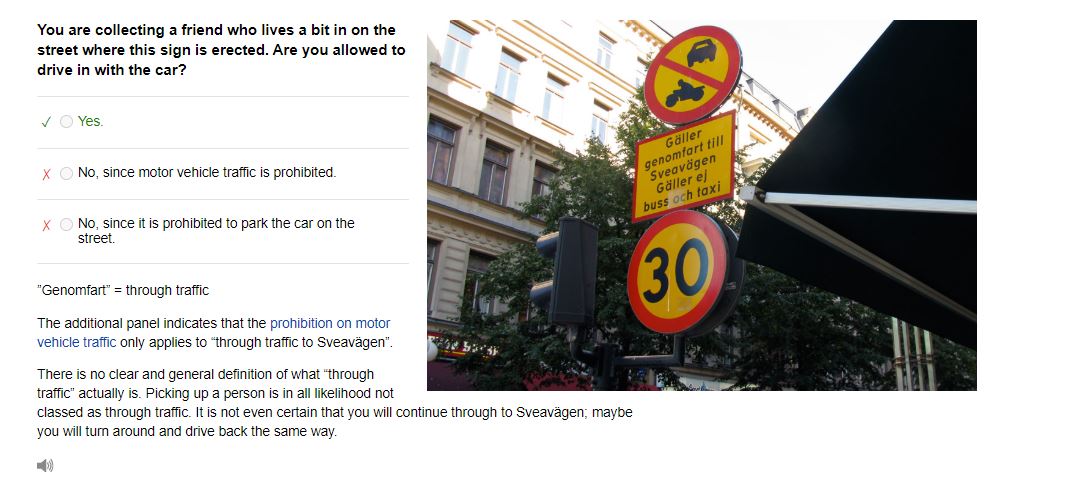 You are collecting a friend who lives a bit in on the
street where this sign is erected. Are you allowed to
drive in with the car?
✓ Yes.
X No, since motor vehicle traffic is prohibited.
X No, since it is prohibited to park the car on the
street.
"Genomfart" = through traffic
The additional panel indicates that the prohibition on motor
vehicle traffic only applies to “through traffic to Sveavägen”.
There is no clear and general definition of what “through
traffic” actually is. Picking up a person is in all likelihood not
classed as through traffic. It is not even certain that you will continue through to Sveavägen; maybe
you will turn around and drive back the same way.
Gäller
genomfart till
Sveavägen
Gäller ej
buss och taxi
30